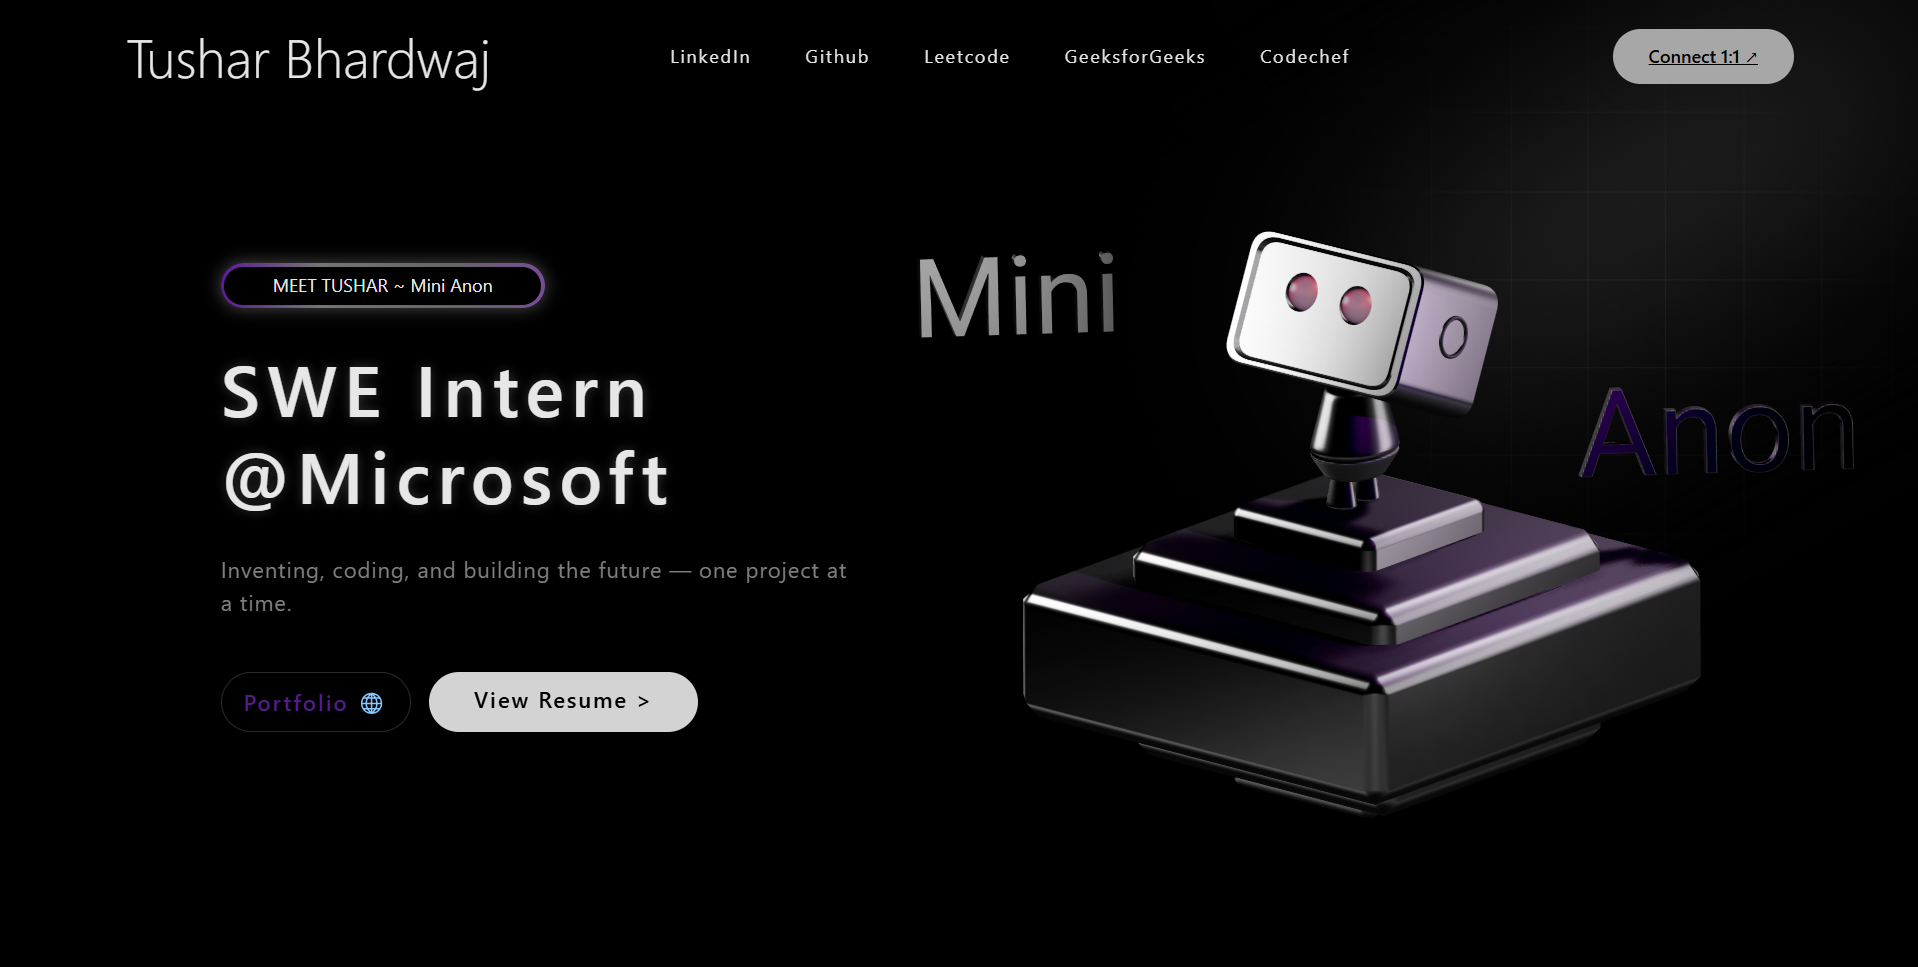 Tushar Bhardwaj
LinkedIn Github Leetcode GeeksforGeeks Codechef
Connect 1:1 ↗
MEET TUSHAR ~ Mini Anon
SWE Intern
@Microsoft
Inventing, coding, and building the future — one project at
a time.
Portfolio 🌐
View Resume >
Mini
Anon